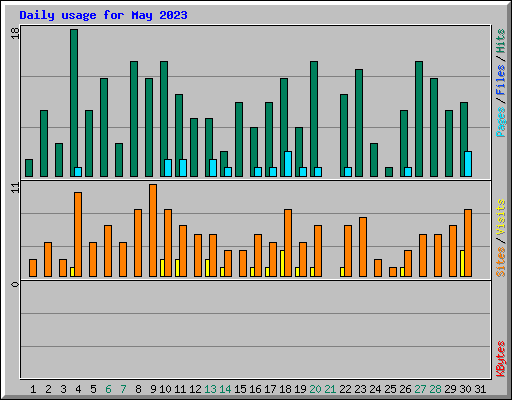 Daily usage for May 2023
18
11
0
Pages / Files / Hits
Sites / Visits
KBytes
1 2 3 4 5 6 7 8 9 10 11 12 13 14 15 16 17 18 19 20 21 22 23 24 25 26 27 28 29 30 31